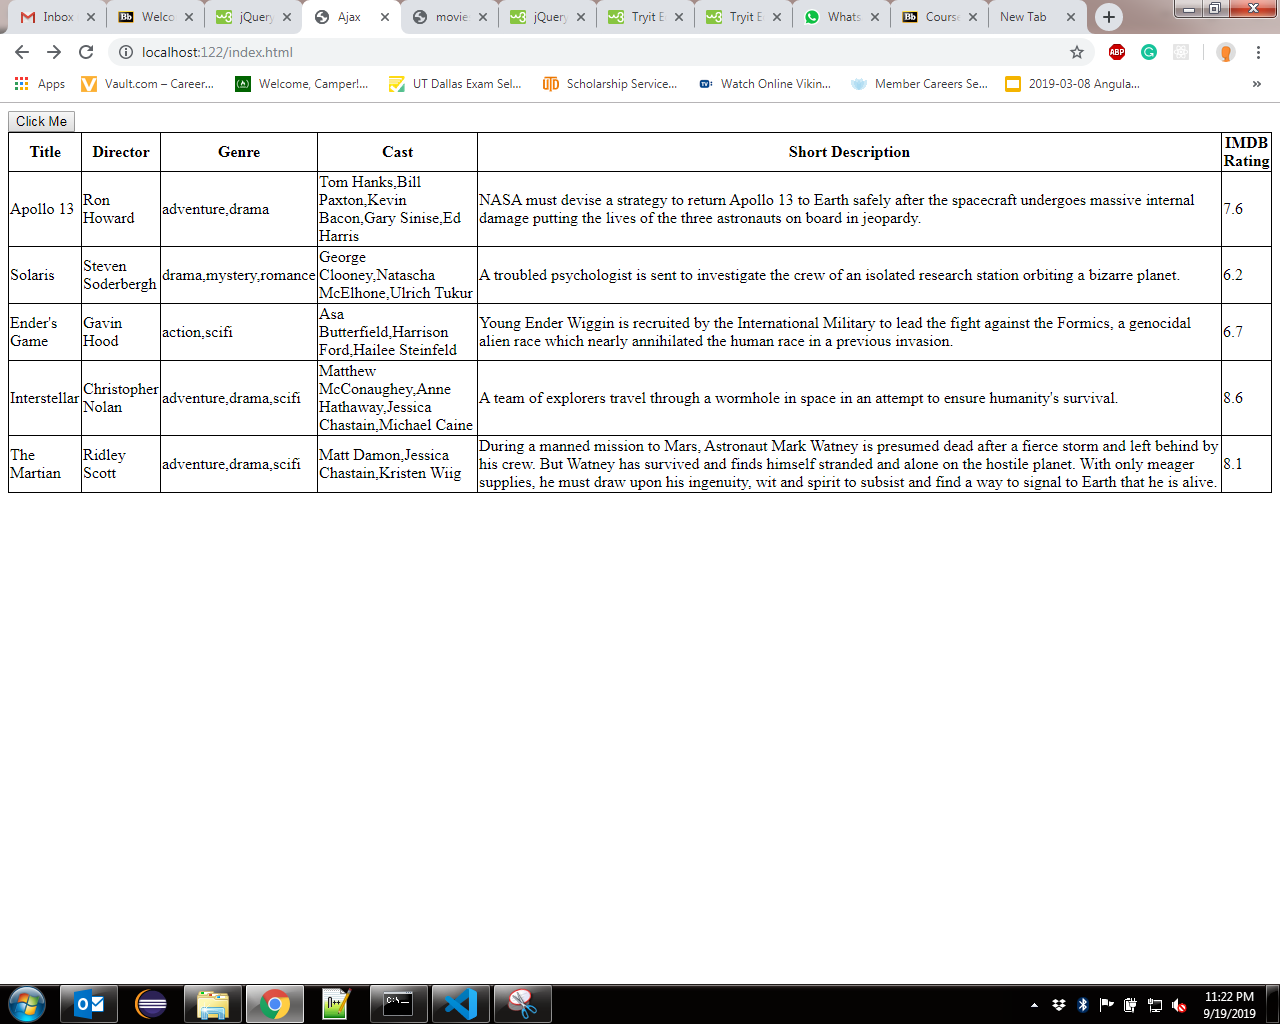 Inbox
Welco
jQuery
Ajax
movie
jQuery
Tryit E
Tryit E
Whats
Course
New Tab
localhost:122/index.html
ABP
Apps
Vault.com – Career...
Welcome, Camper!...
UT Dallas Exam Sel...
Scholarship Service...
Watch Online Vikin...
Member Careers Se...
2019-03-08 Angula...
»
Click Me
Title Director Genre Cast Short Description IMDB
Rating
Apollo 13
Ron
Howard
adventure,drama
Tom Hanks,Bill
Paxton,Kevin
Bacon,Gary Sinise,Ed
Harris
NASA must devise a strategy to return Apollo 13 to Earth safely after the spacecraft undergoes massive internal
damage putting the lives of the three astronauts on board in jeopardy.
7.6
Solaris
Steven
Soderbergh
drama,mystery,romance
George
Clooney,Natascha
McElhone,Ulrich Tukur
A troubled psychologist is sent to investigate the crew of an isolated research station orbiting a bizarre planet.
6.2
Ender's
Game
Gavin
Hood
action,scifi
Asa
Butterfield,Harrison
Ford,Hailee Steinfeld
Young Ender Wiggin is recruited by the International Military to lead the fight against the Formics, a genocidal
alien race which nearly annihilated the human race in a previous invasion.
6.7
Interstellar
Christopher
Nolan
adventure,drama,scifi
Matthew
McConaughey,Anne
Hathaway,Jessica
Chastain,Michael Caine
A team of explorers travel through a wormhole in space in an attempt to ensure humanity's survival.
8.6
The
Martian
Ridley
Scott
adventure,drama,scifi
Matt Damon,Jessica
Chastain,Kristen Wiig
During a manned mission to Mars, Astronaut Mark Watney is presumed dead after a fierce storm and left behind by
his crew. But Watney has survived and finds himself stranded and alone on the hostile planet. With only meager
supplies, he must draw upon his ingenuity, wit and spirit to subsist and find a way to signal to Earth that he is alive.
8.1
11:22 PM
9/19/2019